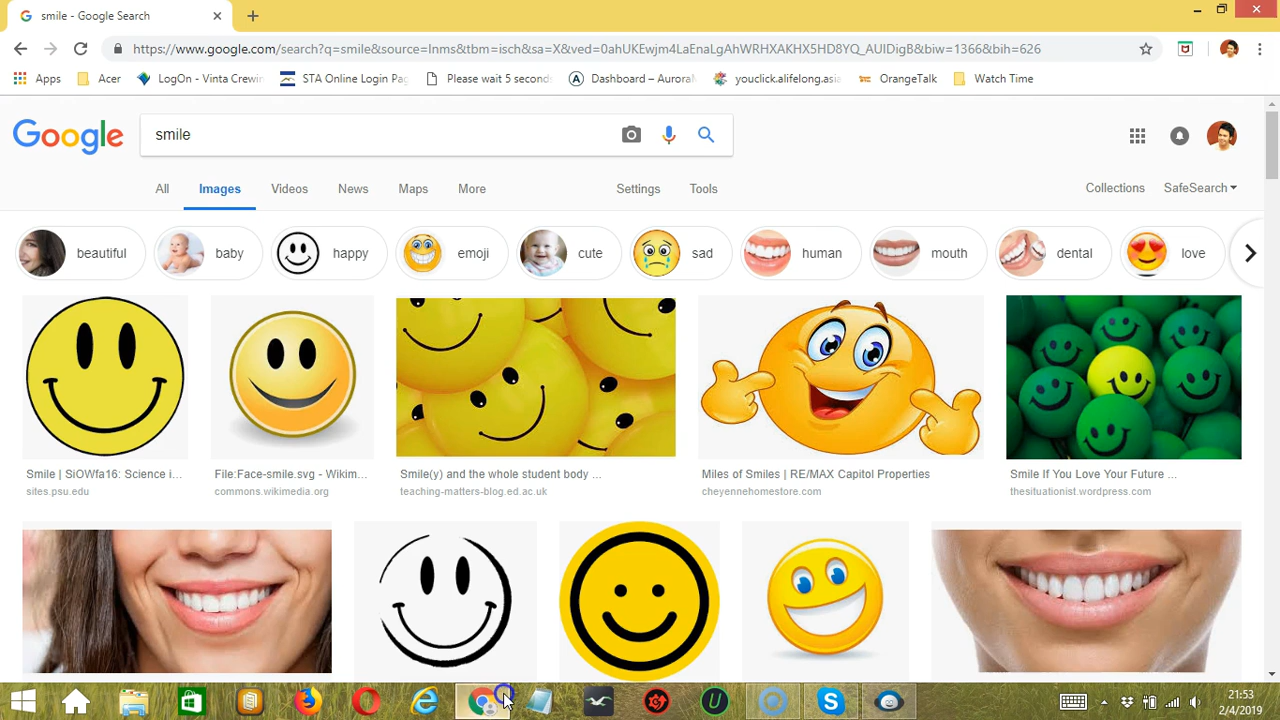 smile - Google Search
https://www.google.com/search?q=smile&source=lnms&tbm=isch&sa=X&ved=0ahUKEwjm4LaEnaLgAhWRHXAKHX5HD8YQ_AUIDigB&biw=1366&bih=626
Apps Acer LogOn - Vinta Crewin STA Online Login Pag Please wait 5 seconds Dashboard – AuroraM youclick.alifelong.asia OrangeTalk Watch Time
Google smile
All Images Videos News Maps More Settings Tools Collections SafeSearch
beautiful baby happy emoji cute sad human mouth dental love
Smile | SiOWfa16: Science i... File:Face-smile.svg - Wikim... Smile(y) and the whole student body ... Miles of Smiles | RE/MAX Capitol Properties Smile If You Love Your Future ...
sites.psu.edu commons.wikimedia.org teaching-matters-blog.ed.ac.uk cheyennehomestore.com thesituationist.wordpress.com
21:53
2/4/2019